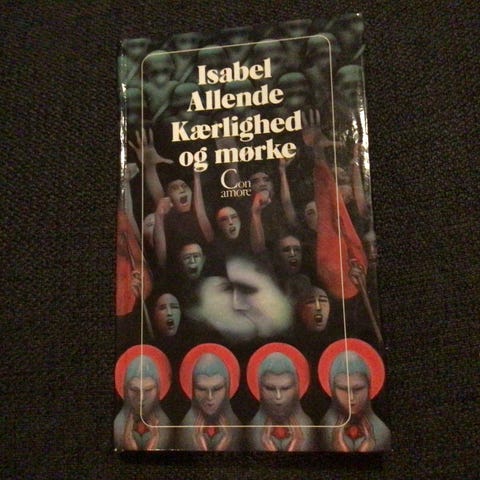 Isabel
Allende
Kærlighed
og mørke
Con
amore